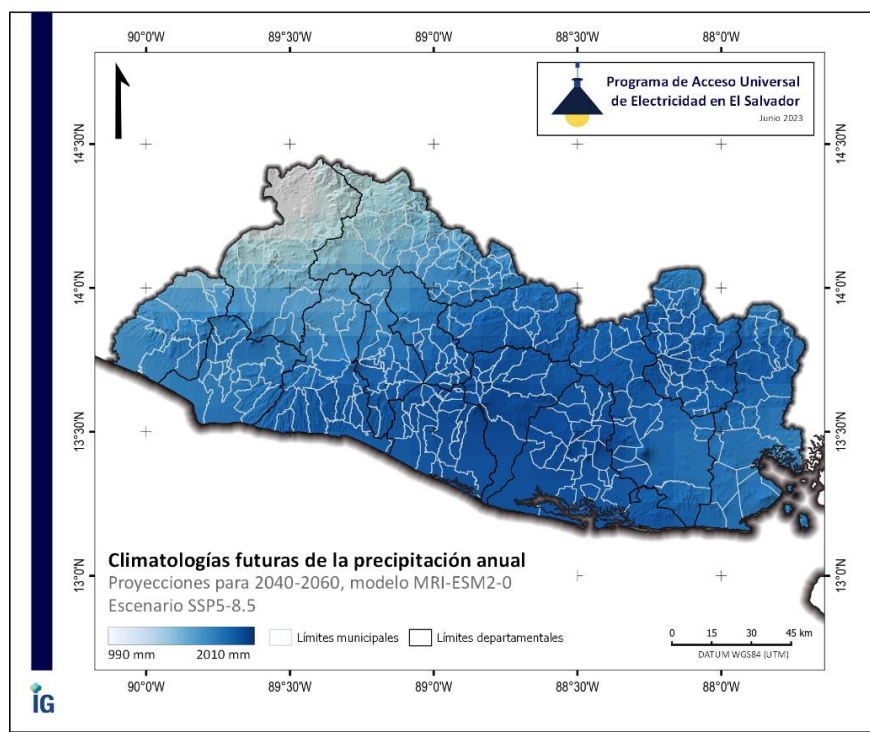 90°0'W 89°30'W 89°0'W 88°30'W 88°0'W
Programa de Acceso Universal
de Electricidad en El Salvador
Junio 2023
14°30'N 14°30'N
14°0'N 14°0'N
13°30'N 13°30'N
13°0'N 13°0'N
Climatologías futuras de la precipitación anual
Proyecciones para 2040-2060, modelo MRI-ESM2-0
Escenario SSP5-8.5
990 mm 2010 mm
Límites municipales Límites departamentales
0 15 30 45 km
DATUM WGS84 (UTM)
90°0'W 89°30'W 89°0'W 88°30'W 88°0'W
iG